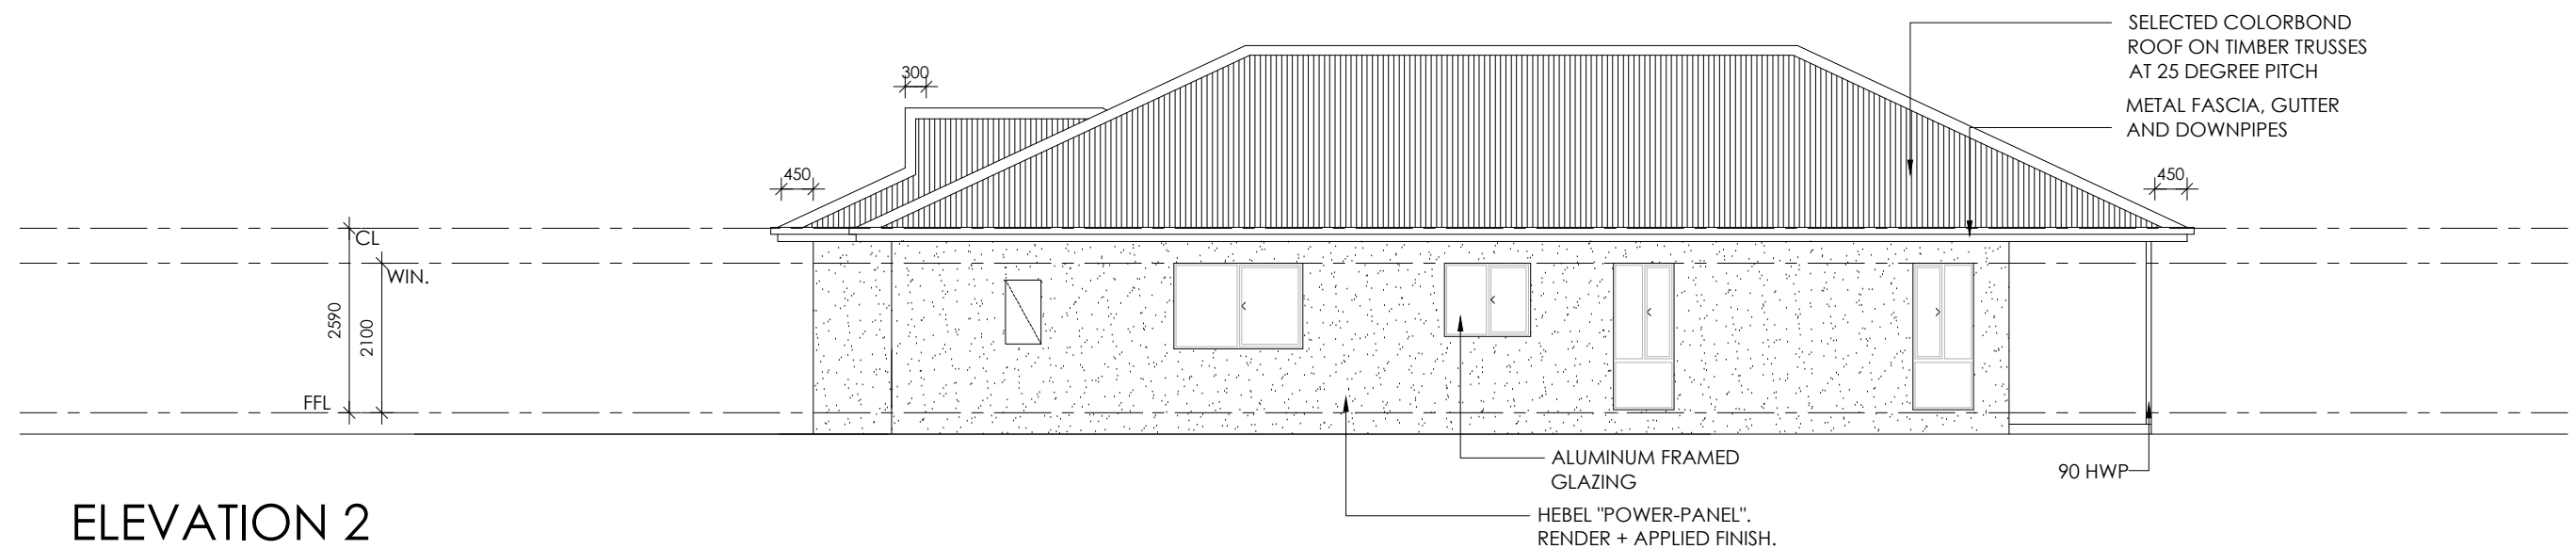 SELECTED COLORBOND
ROOF ON TIMBER TRUSSES
AT 25 DEGREE PITCH
METAL FASCIA, GUTTER
AND DOWNPIPES
300
450
450
CL
WIN.
2590
2100
FFL
ALUMINUM FRAMED
GLAZING
90 HWP
HEBEL "POWER-PANEL".
RENDER + APPLIED FINISH.
ELEVATION 2